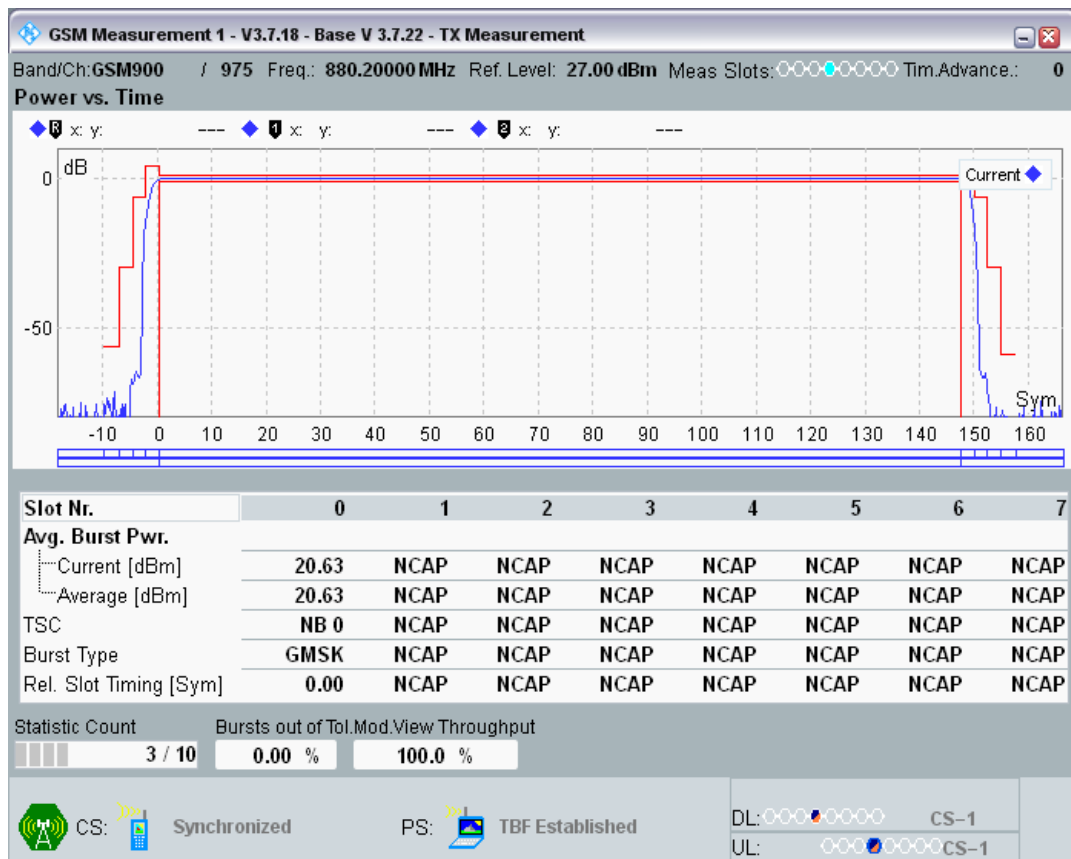 GSM Measurement 1 - V3.7.18 - Base V 3.7.22 - TX Measurement
Band/Ch:GSM900 / 975 Freq.: 880.20000 MHz Ref. Level: 27.00 dBm Meas Slots: Tim.Advance.: 0
Power vs. Time
R x: y: --- 1 x: y: --- 2 x: y: ---
dB
0
Current
-50
Sym
-10 0 10 20 30 40 50 60 70 80 90 100 110 120 130 140 150 160
Slot Nr. 0 1 2 3 4 5 6 7
Avg. Burst Pwr.
Current [dBm] 20.63 NCAP NCAP NCAP NCAP NCAP NCAP NCAP
Average [dBm] 20.63 NCAP NCAP NCAP NCAP NCAP NCAP NCAP
TSC NB 0 NCAP NCAP NCAP NCAP NCAP NCAP NCAP
Burst Type GMSK NCAP NCAP NCAP NCAP NCAP NCAP NCAP
Rel. Slot Timing [Sym] 0.00 NCAP NCAP NCAP NCAP NCAP NCAP NCAP
Statistic Count Bursts out of Tol.Mod.View Throughput
3 / 10 0.00 % 100.0 %
CS: Synchronized PS: TBF Established
DL: CS-1
UL: CS-1